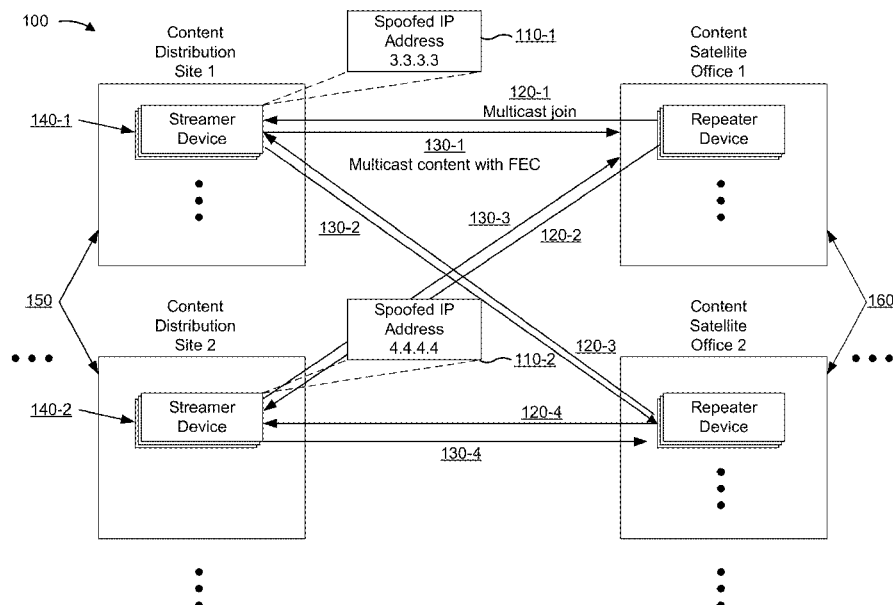 100
Content
Distribution
Site 1
Spoofed IP
Address
3.3.3.3
110-1
Content
Satellite
Office 1
140-1
Streamer
Device
120-1
Multicast join
130-1
Multicast content with FEC
Repeater
Device
130-2
130-3
120-2
150
Content
Distribution
Site 2
Spoofed IP
Address
4.4.4.4
110-2
120-3
Content
Satellite
Office 2
160
140-2
Streamer
Device
120-4
130-4
Repeater
Device